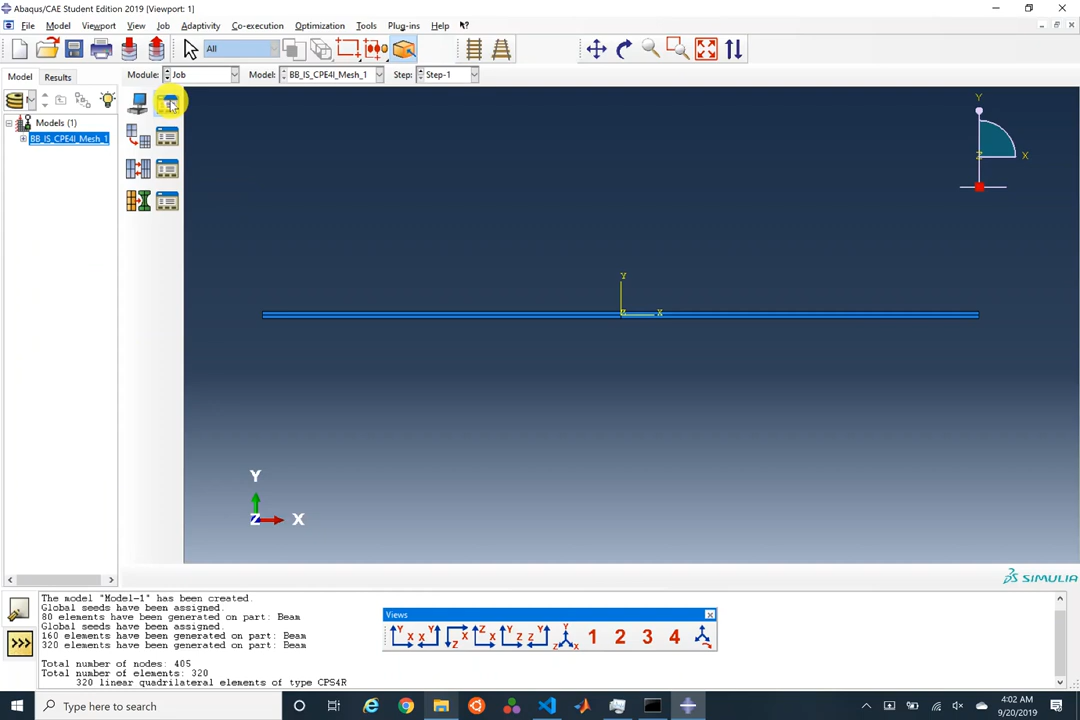 Abaqus/CAE Student Edition 2019 [Viewport: 1]
File Model Viewport View Job Adaptivity Co-execution Optimization Tools Plug-ins Help
All
Model Results Module: Job Model: BB_IS_CPE4I_Mesh_1 Step: Step-1
Models (1)
BB_IS_CPE4I_Mesh_1
Y
X
Z
Y
X
Y
Z X
SIMULIA
The model "Model-1" has been created.
Global seeds have been assigned.
80 elements have been generated on part: Beam
Global seeds have been assigned.
160 elements have been generated on part: Beam
320 elements have been generated on part: Beam
Total number of nodes: 405
Total number of elements: 320
320 linear quadrilateral elements of type CPS4R
Views
1 2 3 4
Type here to search
4:02 AM
9/20/2019